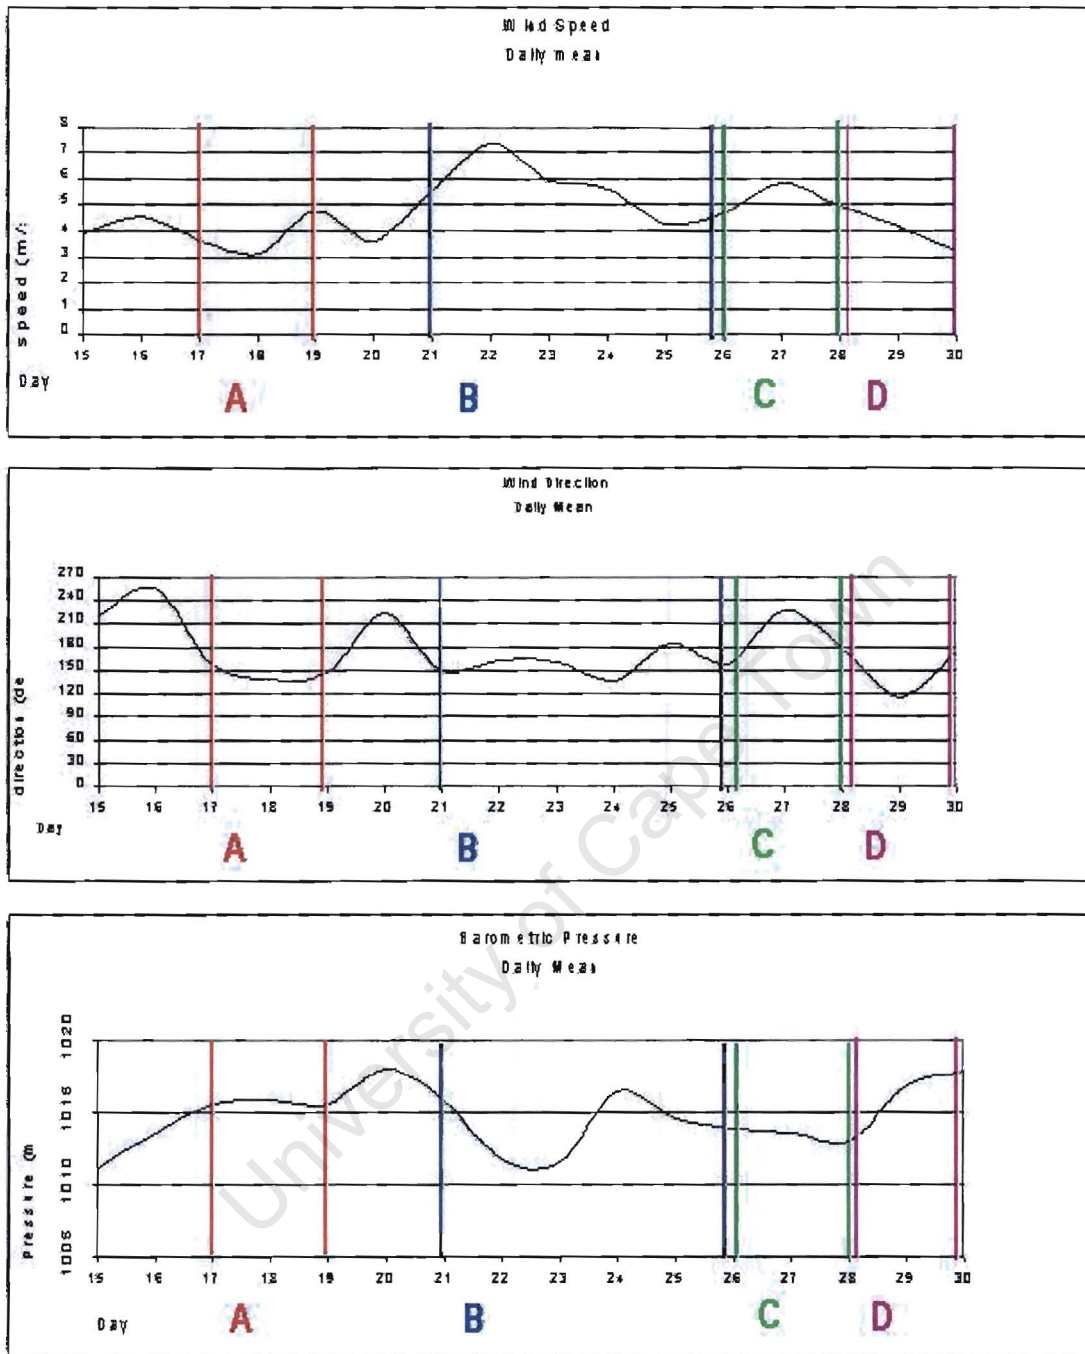 Wind Speed
Daily mean
8
7
6
5
4
3
2
1
0
speed (m/
15 16 17 18 19 20 21 22 23 24 25 26 27 28 29 30
Day
A B C D
Wind Direction
Daily Mean
270
240
210
180
150
120
90
60
30
0
direction (de
15 16 17 18 19 20 21 22 23 24 25 26 27 28 29 30
Day
A B C D
Barometric Pressure
Daily Mean
1020
1015
1010
1005
Pressure (m
15 16 17 18 19 20 21 22 23 24 25 26 27 28 29 30
Day
A B C D
University of Cape Town